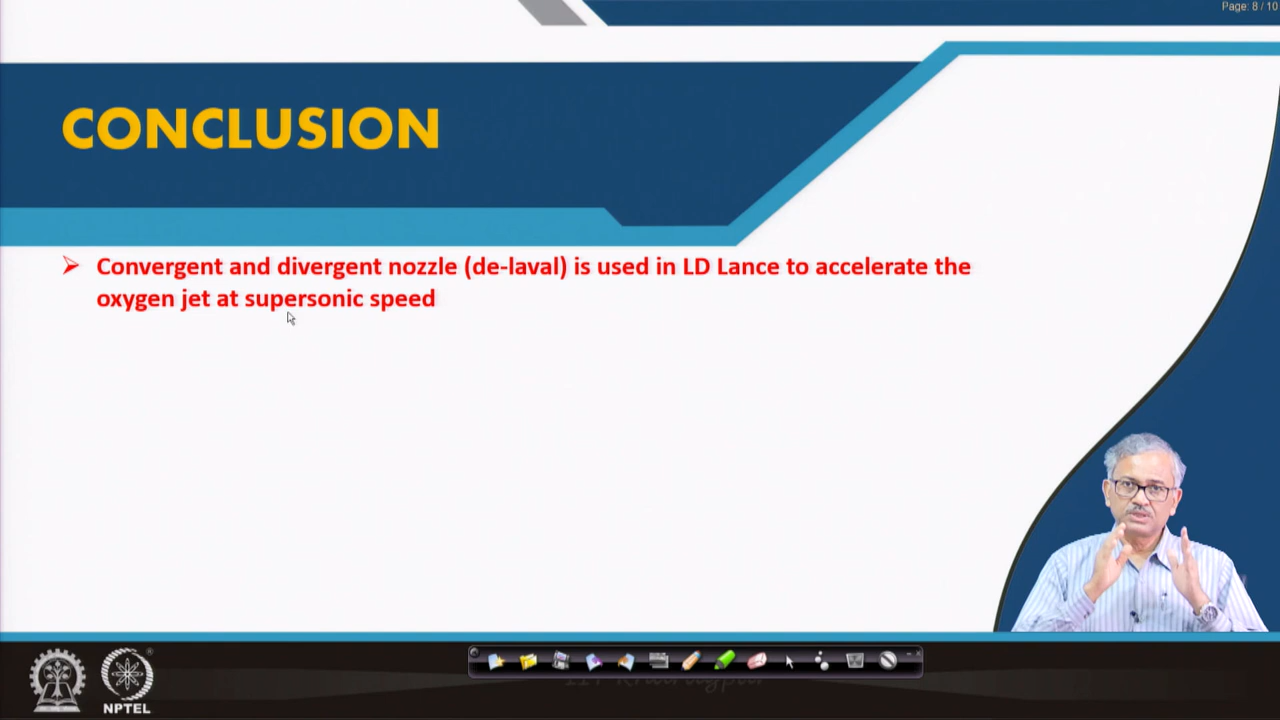 Page: 8 / 10
CONCLUSION
➢ Convergent and divergent nozzle (de-laval) is used in LD Lance to accelerate the
oxygen jet at supersonic speed
NPTEL